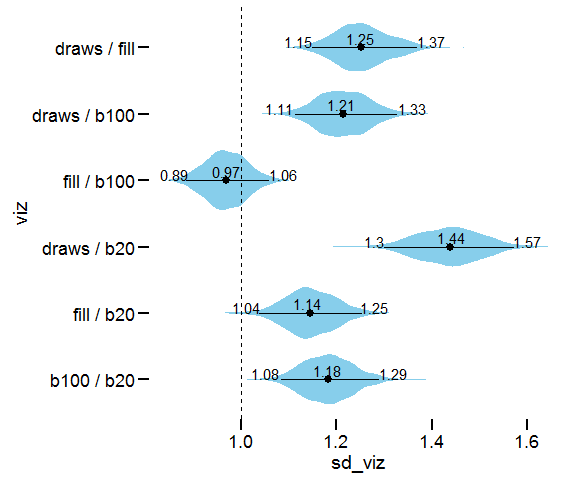 draws / fill
1.15 1.25 1.37
draws / b100
1.11 1.21 1.33
fill / b100
0.89 0.97 1.06
draws / b20
1.3 1.44 1.57
fill / b20
1.04 1.14 1.25
b100 / b20
1.08 1.18 1.29
viz
1.0 1.2 1.4 1.6
sd_viz